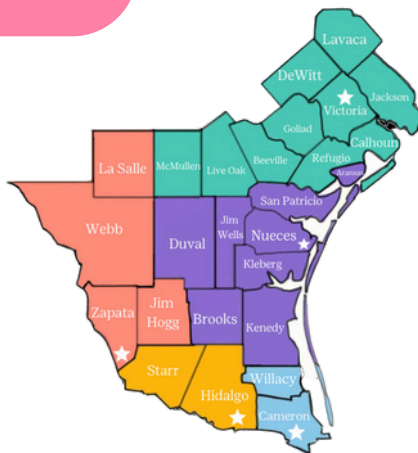 Lavaca
DeWitt
Jackson
Victoria
Goliad
Calhoun
La Salle
McMullen
Live Oak
Beeville
Refugio
Aransas
San Patricio
Webb
Duval
Jim
Wells
Nueces
Kleberg
Zapata
Jim
Hogg
Brooks
Kenedy
Starr
Willacy
Hidalgo
Cameron